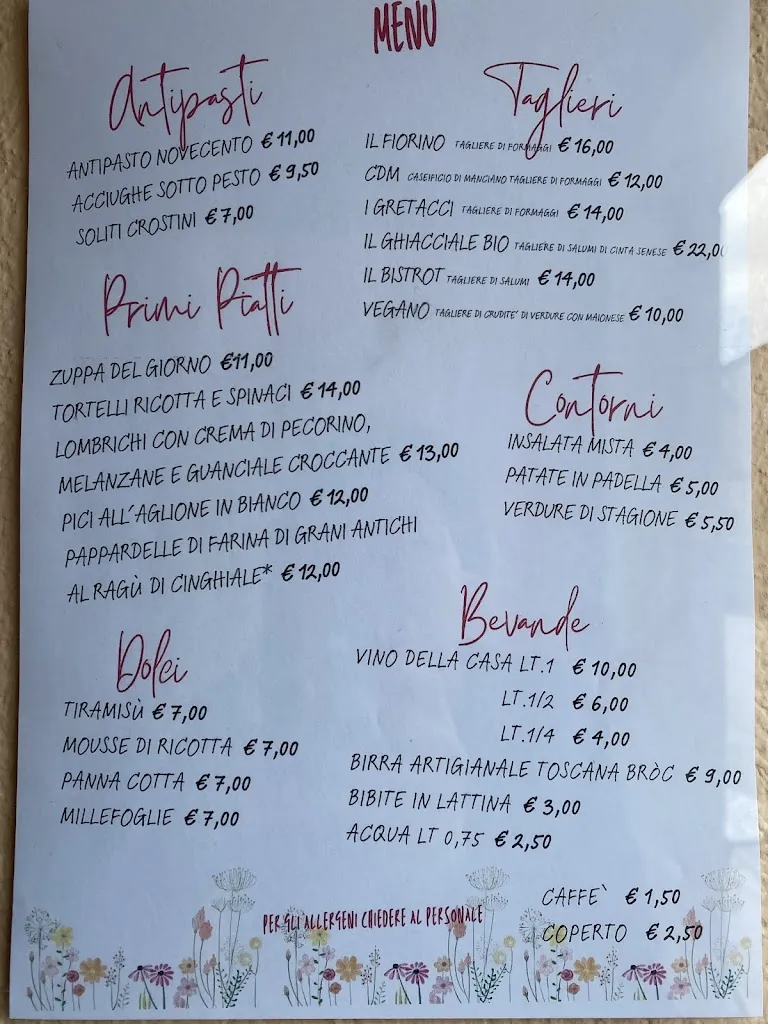 MENU
Antipasti
ANTIPASTO NOVECENTO € 11,00
ACCIUGHE SOTTO PESTO € 9,50
SOLITI CROSTINI € 7,00
Primi Piatti
ZUPPA DEL GIORNO €11,00
TORTELLI RICOTTA E SPINACI € 14,00
LOMBRICHI CON CREMA DI PECORINO,
MELANZANE E GUANCIALE CROCCANTE € 13,00
PICI ALL'AGLIONE IN BIANCO € 12,00
PAPPARDELLE DI FARINA DI GRANI ANTICHI
AL RAGÙ DI CINGHIALE* € 12,00
Dolci
TIRAMISÙ € 7,00
MOUSSE DI RICOTTA € 7,00
PANNA COTTA € 7,00
MILLEFOGLIE € 7,00
Taglieri
IL FIORINO TAGLIERE DI FORMAGGI € 16,00
CDM CASEIFICIO DI MANCIANO TAGLIERE DI FORMAGGI € 12,00
I GRETACCI TAGLIERE DI FORMAGGI € 14,00
IL GHIACCIALE BIO TAGLIERE DI SALUMI DI CINTA SENESE € 22,00
IL BISTROT TAGLIERE DI SALUMI € 14,00
VEGANO TAGLIERE DI CRUDITE' DI VERDURE CON MAIONESE € 10,00
Contorni
INSALATA MISTA € 4,00
PATATE IN PADELLA € 5,00
VERDURE DI STAGIONE € 5,50
Bevande
VINO DELLA CASA LT.1 € 10,00
LT.1/2 € 6,00
LT.1/4 € 4,00
BIRRA ARTIGIANALE TOSCANA BRÒC € 9,00
BIBITE IN LATTINA € 3,00
ACQUA LT 0,75 € 2,50
CAFFE` € 1,50
COPERTO € 2,50
PER GLI ALLERGENI CHIEDERE AL PERSONALE